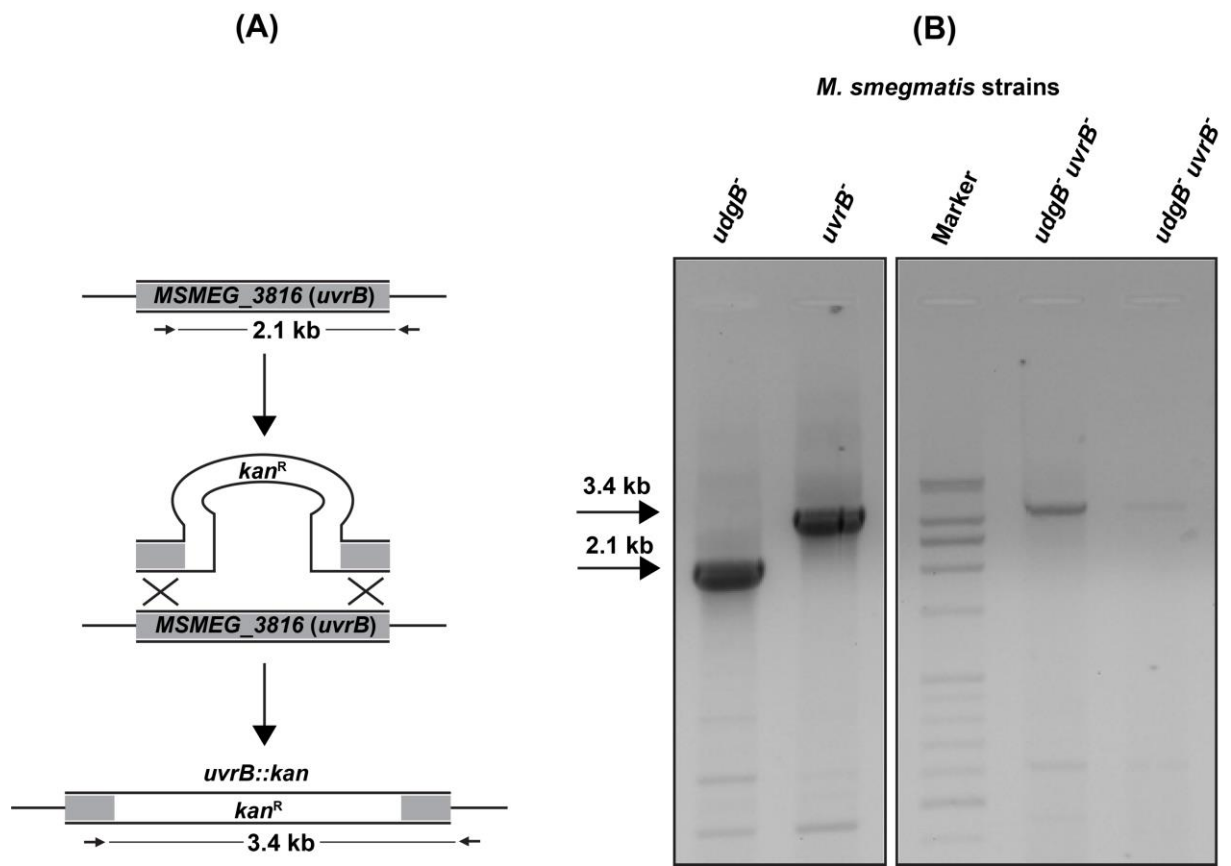 (A)
MSMEG_3816 (uvrB)
2.1 kb
kanR
MSMEG_3816 (uvrB)
uvrB::kan
kanR
3.4 kb
(B)
M. smegmatis strains
udgB-
uvrB-
Marker
udgB- uvrB-
udgB- uvrB-
3.4 kb
2.1 kb